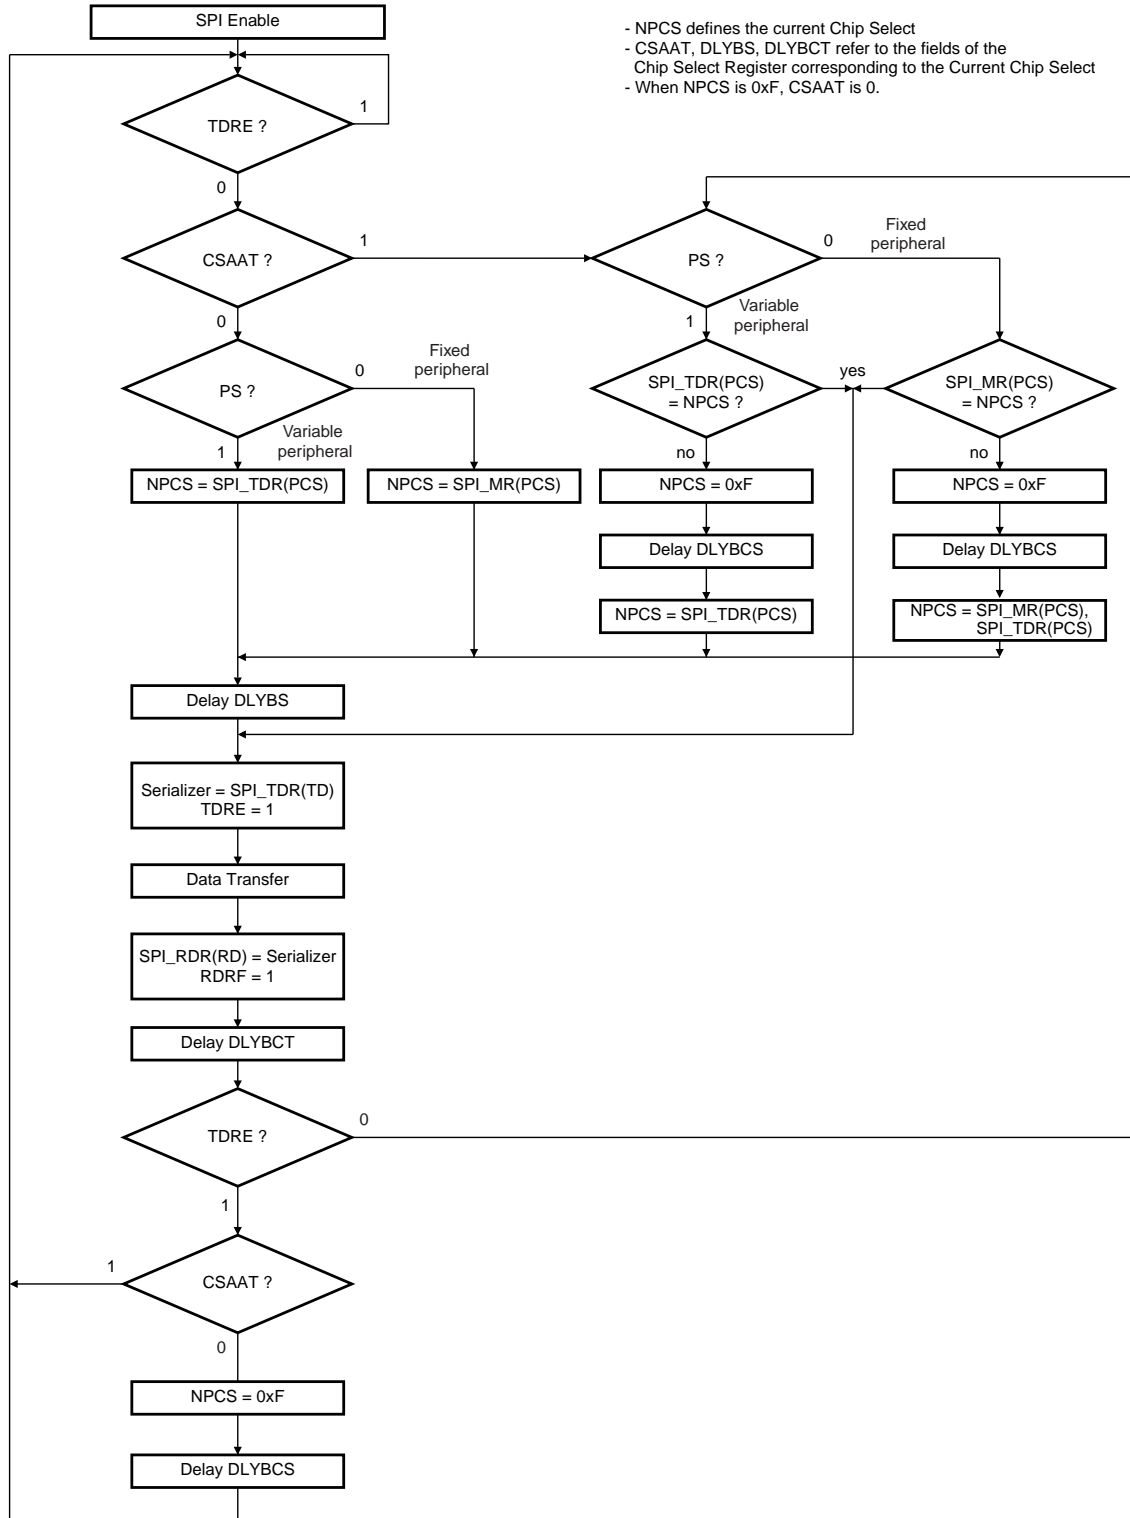 SPI Enable
- NPCS defines the current Chip Select
- CSAAT, DLYBS, DLYBCT refer to the fields of the
Chip Select Register corresponding to the Current Chip Select
- When NPCS is 0xF, CSAAT is 0.
TDRE ?
1
0
CSAAT ?
1
0
PS ?
0
Fixed
peripheral
1
Variable
peripheral
PS ?
0
Fixed
peripheral
1
Variable
peripheral
SPI_TDR(PCS)
= NPCS ?
yes
SPI_MR(PCS)
= NPCS ?
no
no
NPCS = SPI_TDR(PCS)
NPCS = SPI_MR(PCS)
NPCS = 0xF
NPCS = 0xF
Delay DLYBCS
Delay DLYBCS
NPCS = SPI_TDR(PCS)
NPCS = SPI_MR(PCS),
SPI_TDR(PCS)
Delay DLYBS
Serializer = SPI_TDR(TD)
TDRE = 1
Data Transfer
SPI_RDR(RD) = Serializer
RDRF = 1
Delay DLYBCT
TDRE ?
0
1
CSAAT ?
1
0
NPCS = 0xF
Delay DLYBCS